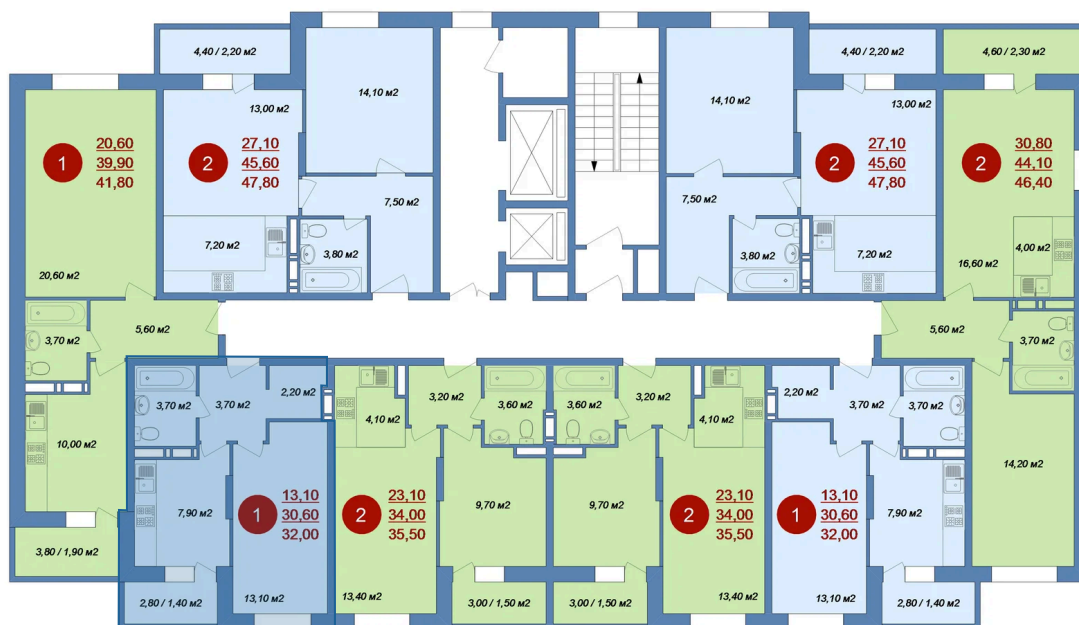 4,40 / 2,20 м2
14,10 м2
13,00 м2
1
20,60
39,90
41,80
2
27,10
45,60
47,80
7,20 м2
7,50 м2
3,80 м2
20,60 м2
4,40 / 2,20 м2
4,60 / 2,30 м2
14,10 м2
13,00 м2
2
27,10
45,60
47,80
2
30,80
44,10
46,40
7,50 м2
3,80 м2
7,20 м2
4,00 м2
16,60 м2
3,70 м2
5,60 м2
5,60 м2
3,70 м2
10,00 м2
3,70 м2
3,70 м2
2,20 м2
4,10 м2
3,20 м2
3,60 м2
3,60 м2
3,20 м2
4,10 м2
2,20 м2
3,70 м2
3,70 м2
14,20 м2
7,90 м2
1
13,10
30,60
32,00
2
23,10
34,00
35,50
9,70 м2
9,70 м2
2
23,10
34,00
35,50
1
13,10
30,60
32,00
7,90 м2
3,80 / 1,90 м2
2,80 / 1,40 м2
13,10 м2
13,40 м2
3,00 / 1,50 м2
3,00 / 1,50 м2
13,40 м2
13,10 м2
2,80 / 1,40 м2